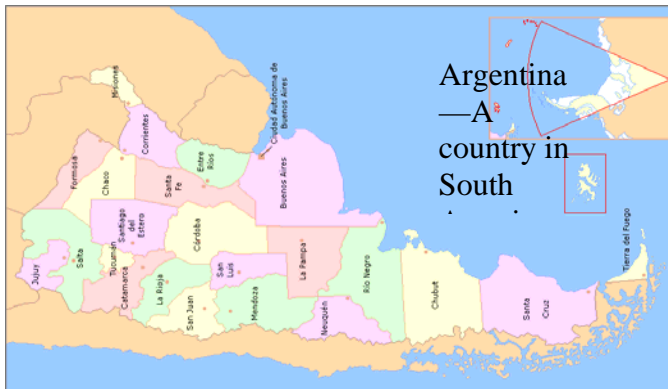 Argentina
—A
country in
South
Misiones
Corrientes
Ciudad Autónoma de
Buenos Aires
Formosa
Chaco
Santa
Fe
Entre
Ríos
Buenos Aires
Jujuy
Salta
Tucumán
Santiago
del
Estero
Catamarca
La Rioja
Córdoba
San Juan
San
Luis
Mendoza
La Pampa
Neuquén
Río Negro
Chubut
Santa
Cruz
Tierra del Fuego